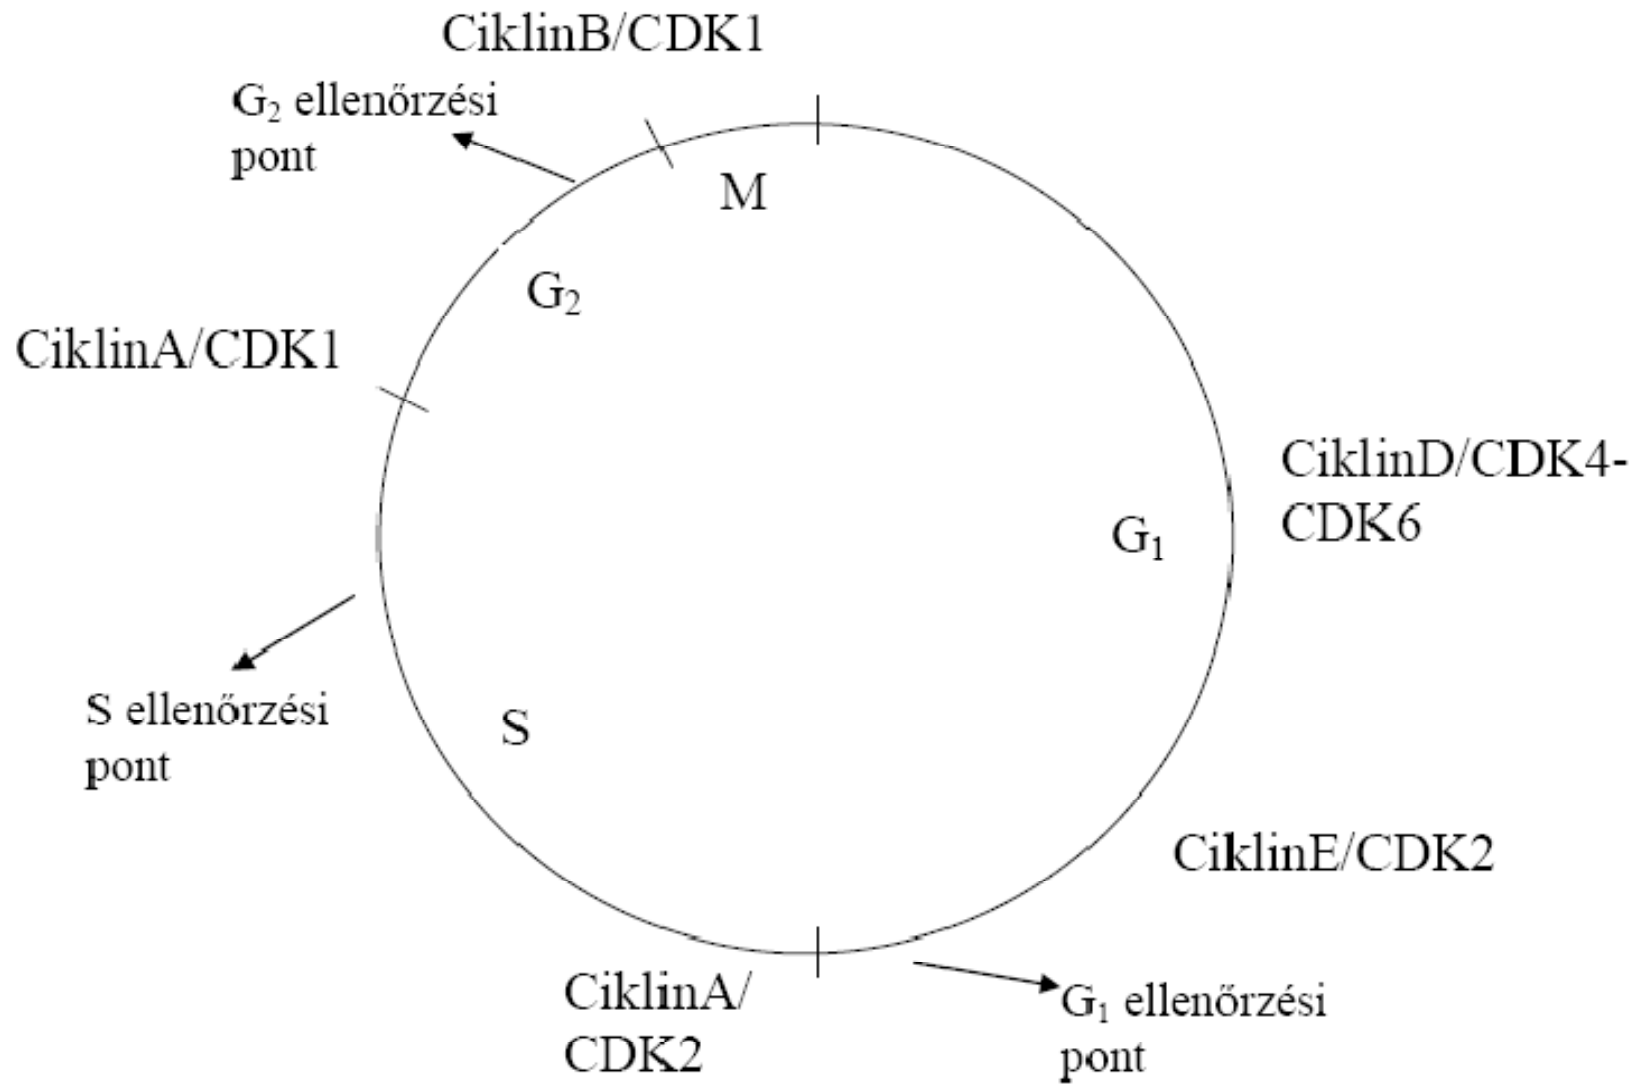 CiklinB/CDK1
G₂ ellenőrzési
pont
M
G₂
CiklinA/CDK1
CiklinD/CDK4-
CDK6
G₁
S ellenőrzési
pont
S
CiklinE/CDK2
CiklinA/
CDK2
G₁ ellenőrzési
pont